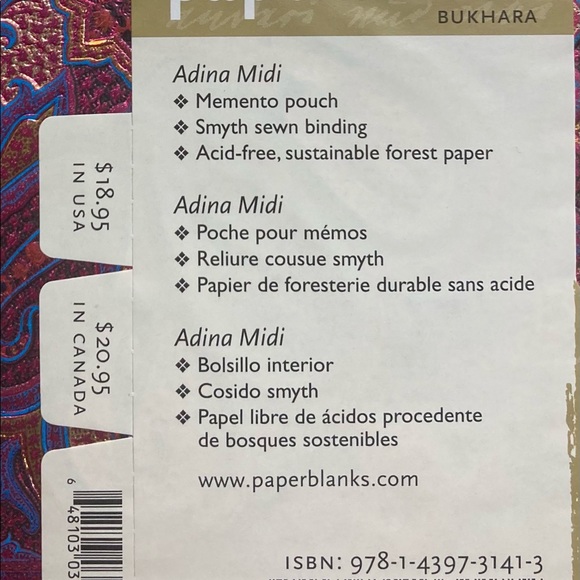 BUKHARA
Adina Midi
❖ Memento pouch
❖ Smyth sewn binding
❖ Acid-free, sustainable forest paper
Adina Midi
❖ Poche pour mémos
❖ Reliure cousue smyth
❖ Papier de foresterie durable sans acide
Adina Midi
❖ Bolsillo interior
❖ Cosido smyth
❖ Papel libre de ácidos procedente
de bosques sostenibles
www.paperblanks.com
ISBN: 978-1-4397-3141-3
$18.95
IN USA
$20.95
IN CANADA
6 48103 03